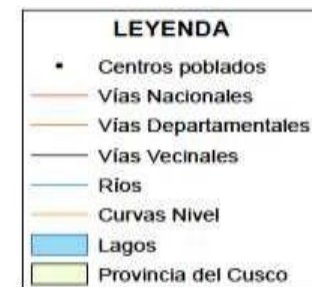 LEYENDA
Centros poblados
Vías Nacionales
Vías Departamentales
Vías Vecinales
Ríos
Curvas Nivel
Lagos
Provincia del Cusco